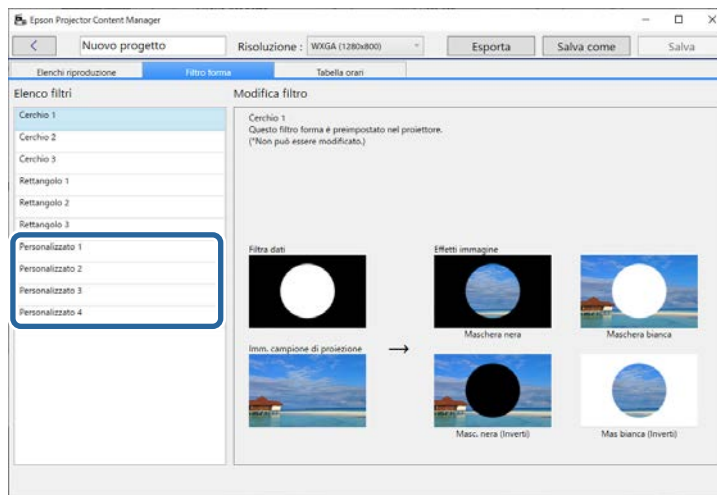 Epson Projector Content Manager
Nuovo progetto Risoluzione : WXGA (1280x800) Esporta Salva come Salva
Elenchi riproduzione Filtro forma Tabella orari
Elenco filtri
Cerchio 1
Cerchio 2
Cerchio 3
Rettangolo 1
Rettangolo 2
Rettangolo 3
Personalizzato 1
Personalizzato 2
Personalizzato 3
Personalizzato 4
Modifica filtro
Cerchio 1
Questo filtro forma è preimpostato nel proiettore.
(*Non può essere modificato.)
Filtra dati
Imm. campione di proiezione
Effetti immagine
Maschera nera Maschera bianca
Masc. nera (Inverti) Mas bianca (Inverti)